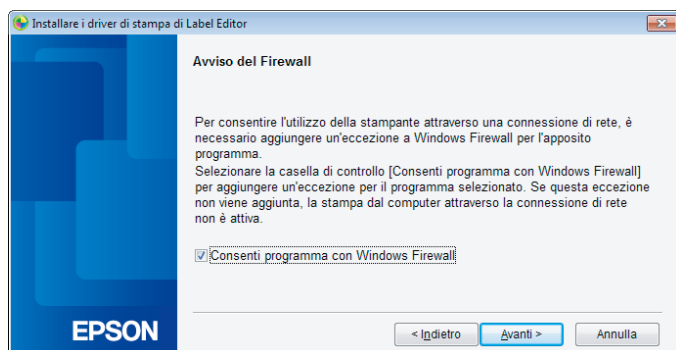 Installare i driver di stampa di Label Editor
Avviso del Firewall
Per consentire l'utilizzo della stampante attraverso una connessione di rete, è
necessario aggiungere un'eccezione a Windows Firewall per l'apposito
programma.
Selezionare la casella di controllo [Consenti programma con Windows Firewall]
per aggiungere un'eccezione per il programma selezionato. Se questa eccezione
non viene aggiunta, la stampa dal computer attraverso la connessione di rete
non è attiva.
Consenti programma con Windows Firewall
EPSON
< Indietro
Avanti >
Annulla